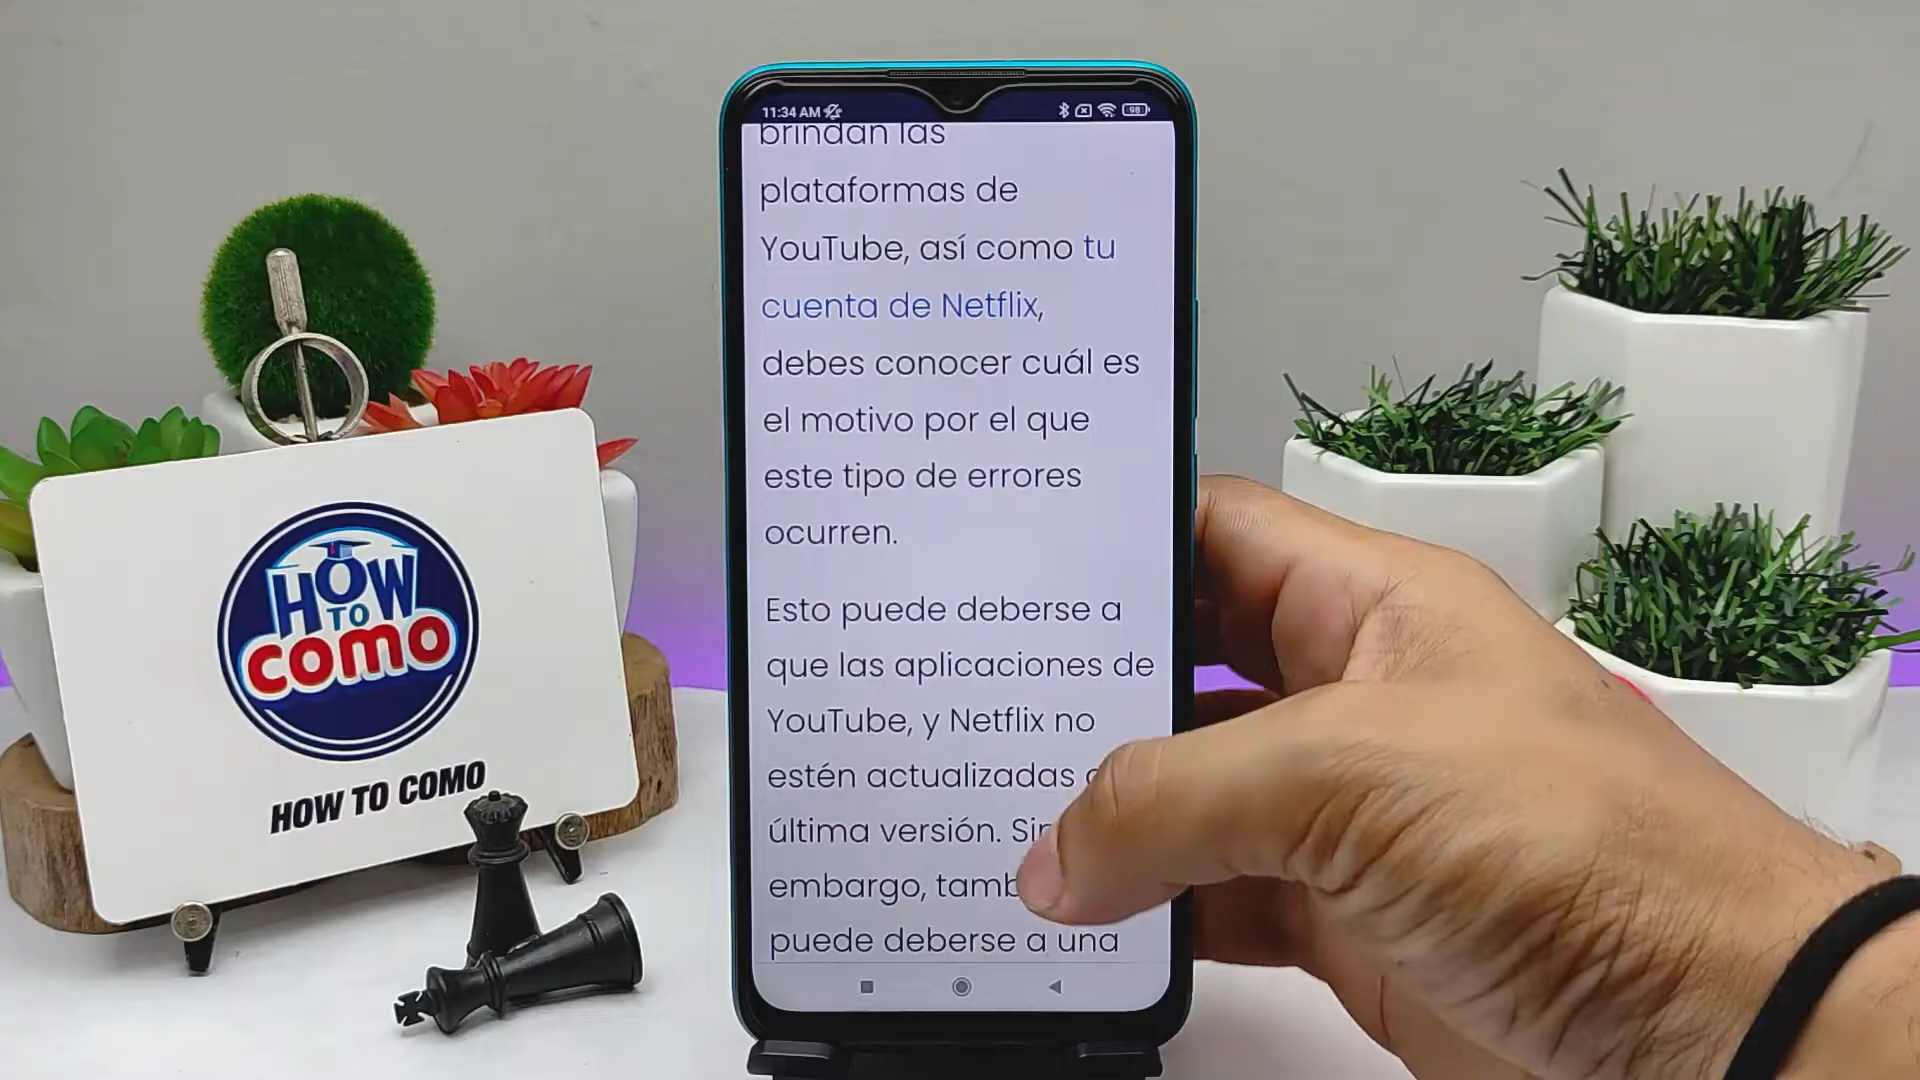 11:34 AM
98
brindan las
plataformas de
YouTube, así como tu
cuenta de Netflix,
debes conocer cuál es
el motivo por el que
este tipo de errores
ocurren.
Esto puede deberse a
que las aplicaciones de
YouTube, y Netflix no
estén actualizadas
última versión.
embargo,
puede deberse a una
HOW
TO
como
HOW TO COMO